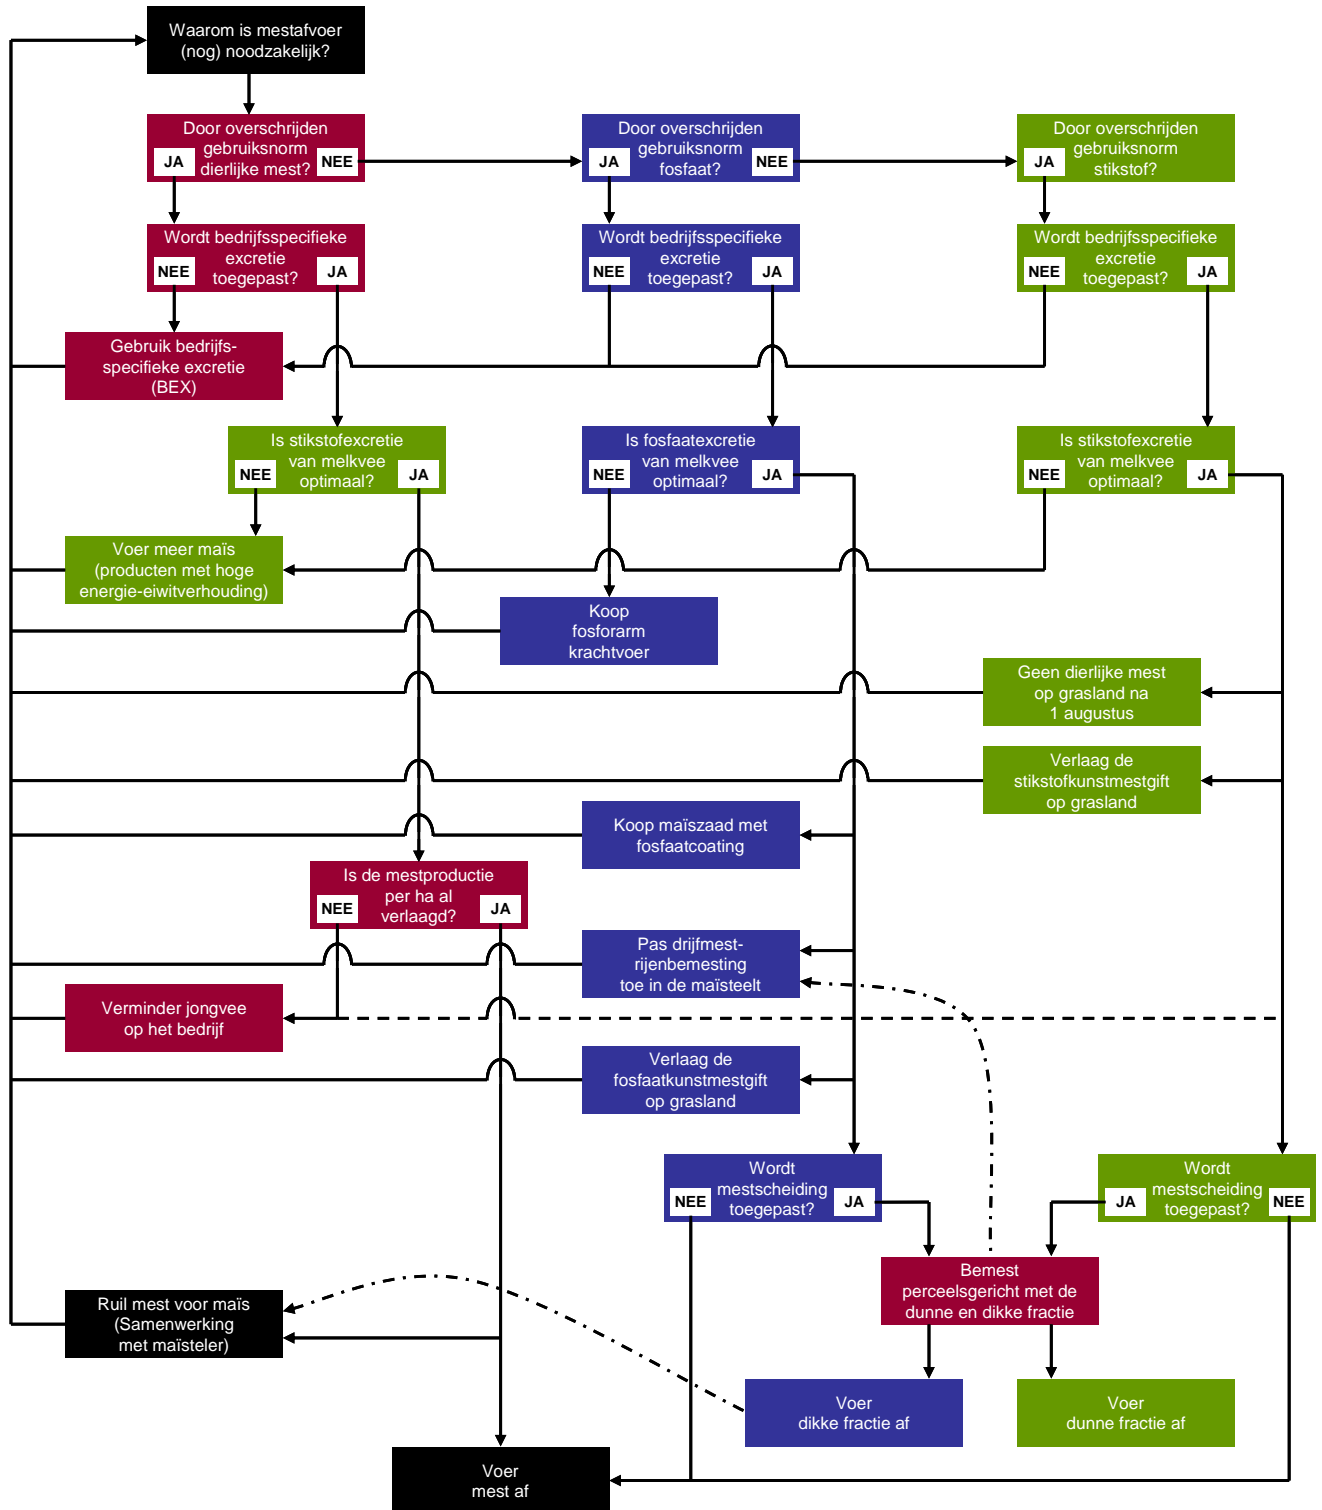 Waarom is mestafvoer
(nog) noodzakelijk?
Door overschrijden
gebruiksnorm
dierlijke mest?
JA
NEE
Door overschrijden
gebruiksnorm
fosfaat?
JA
NEE
Door overschrijden
gebruiksnorm
stikstof?
JA
Wordt bedrijfsspecifieke
excretie
toegepast?
NEE
JA
Wordt bedrijfsspecifieke
excretie
toegepast?
NEE
JA
Wordt bedrijfsspecifieke
excretie
toegepast?
NEE
JA
Gebruik bedrijfs-
specifieke excretie
(BEX)
Is stikstofexcretie
van melkvee
optimaal?
NEE
JA
Is fosfaatexcretie
van melkvee
optimaal?
NEE
JA
Is stikstofexcretie
van melkvee
optimaal?
NEE
JA
Voer meer maïs
(producten met hoge
energie-eiwitverhouding)
Koop
fosforarm
krachtvoer
Geen dierlijke mest
op grasland na
1 augustus
Verlaag de
stikstofkunstmestgift
op grasland
Koop maïszaad met
fosfaatcoating
Is de mestproductie
per ha al
verlaagd?
NEE
JA
Pas drijfmest-
rijenbemesting
toe in de maïsteelt
Verminder jongvee
op het bedrijf
Verlaag de
fosfaatkunstmestgift
op grasland
Wordt
mestscheiding
toegepast?
NEE
JA
Wordt
mestscheiding
toegepast?
JA
NEE
Bemest
perceelsgericht met de
dunne en dikke fractie
Ruil mest voor maïs
(Samenwerking
met maïsteler)
Voer
dikke fractie af
Voer
dunne fractie af
Voer
mest af